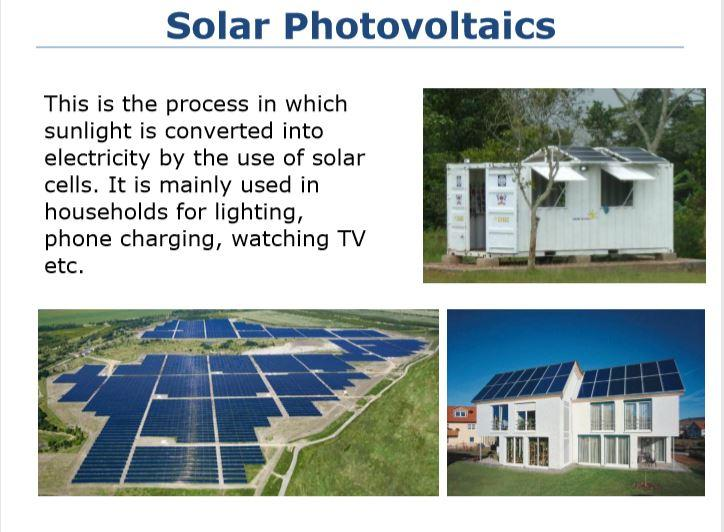 Solar Photovoltaics
This is the process in which
sunlight is converted into
electricity by the use of solar
cells. It is mainly used in
households for lighting,
phone charging, watching TV
etc.